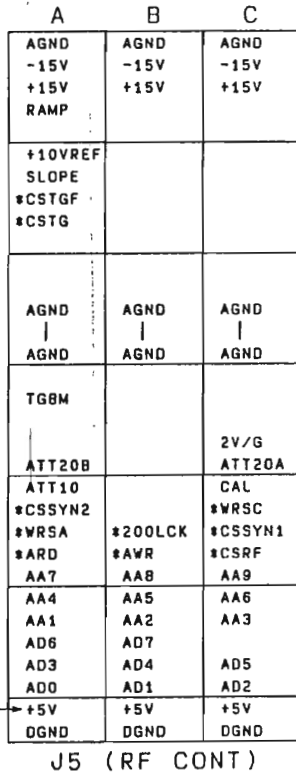 A B C
AGND AGND AGND
-15V -15V -15V
+15V +15V +15V
RAMP
+10VREF
SLOPE
*CSTGF
*CSTG
AGND AGND AGND
AGND AGND AGND
TGBM
2V/G
ATT20B ATT20A
ATT10 CAL
*CSSYN2 *WRSC
*WRSA *200LCK *CSSYN1
*ARD *AWR *CSRF
AA7 AA8 AA9
AA4 AA5 AA6
AA1 AA2 AA3
AD6 AD7
AD3 AD4 AD5
AD0 AD1 AD2
+5V +5V +5V
DGND DGND DGND
J5 (RF CONT)